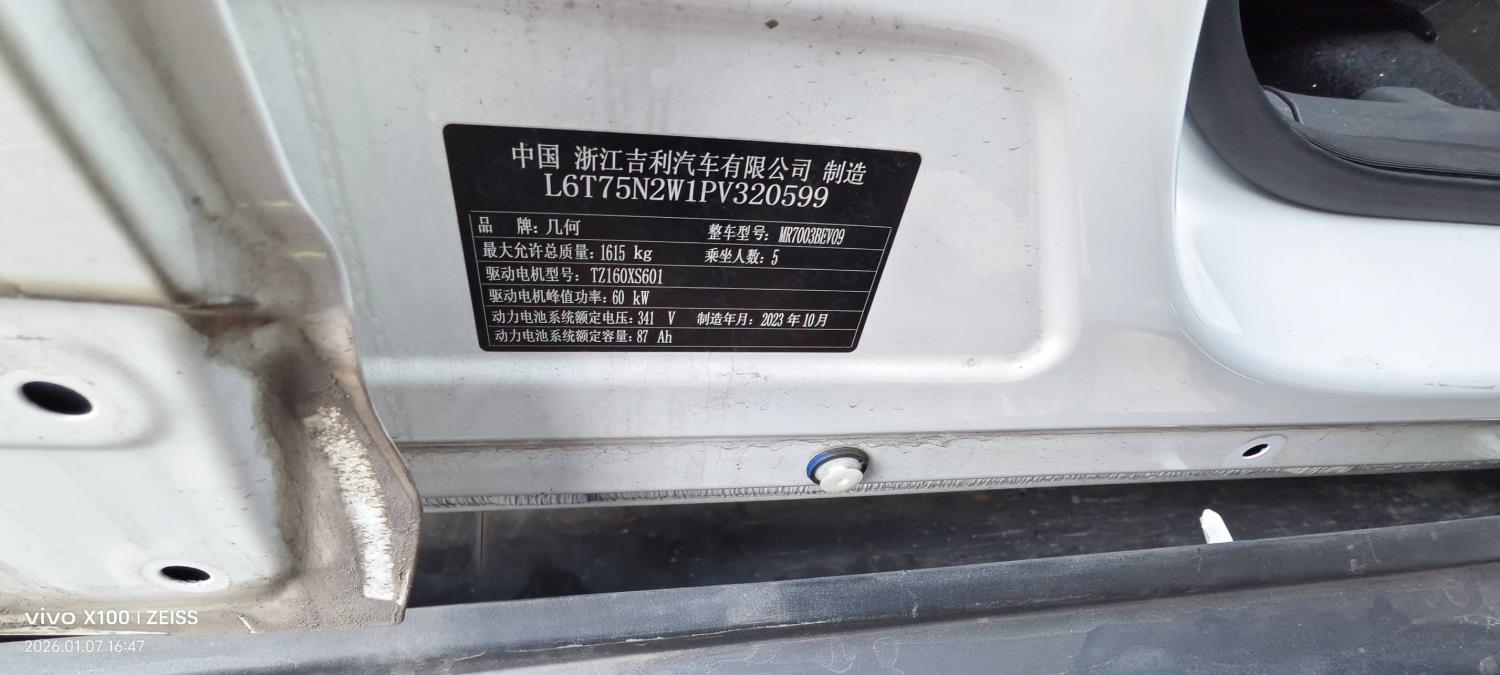 中国 浙江吉利汽车有限公司 制造
L6T75N2W1PV320599
品 牌: 几何 整车型号: MR7003BEV09
最大允许总质量: 1615 kg 乘坐人数: 5
驱动电机型号: TZ160XS601
驱动电机峰值功率: 60 kW
动力电池系统额定电压: 341 V 制造年月: 2023 年 10 月
动力电池系统额定容量: 87 Ah
vivo X100 | ZEISS
2026.01.07 16:47